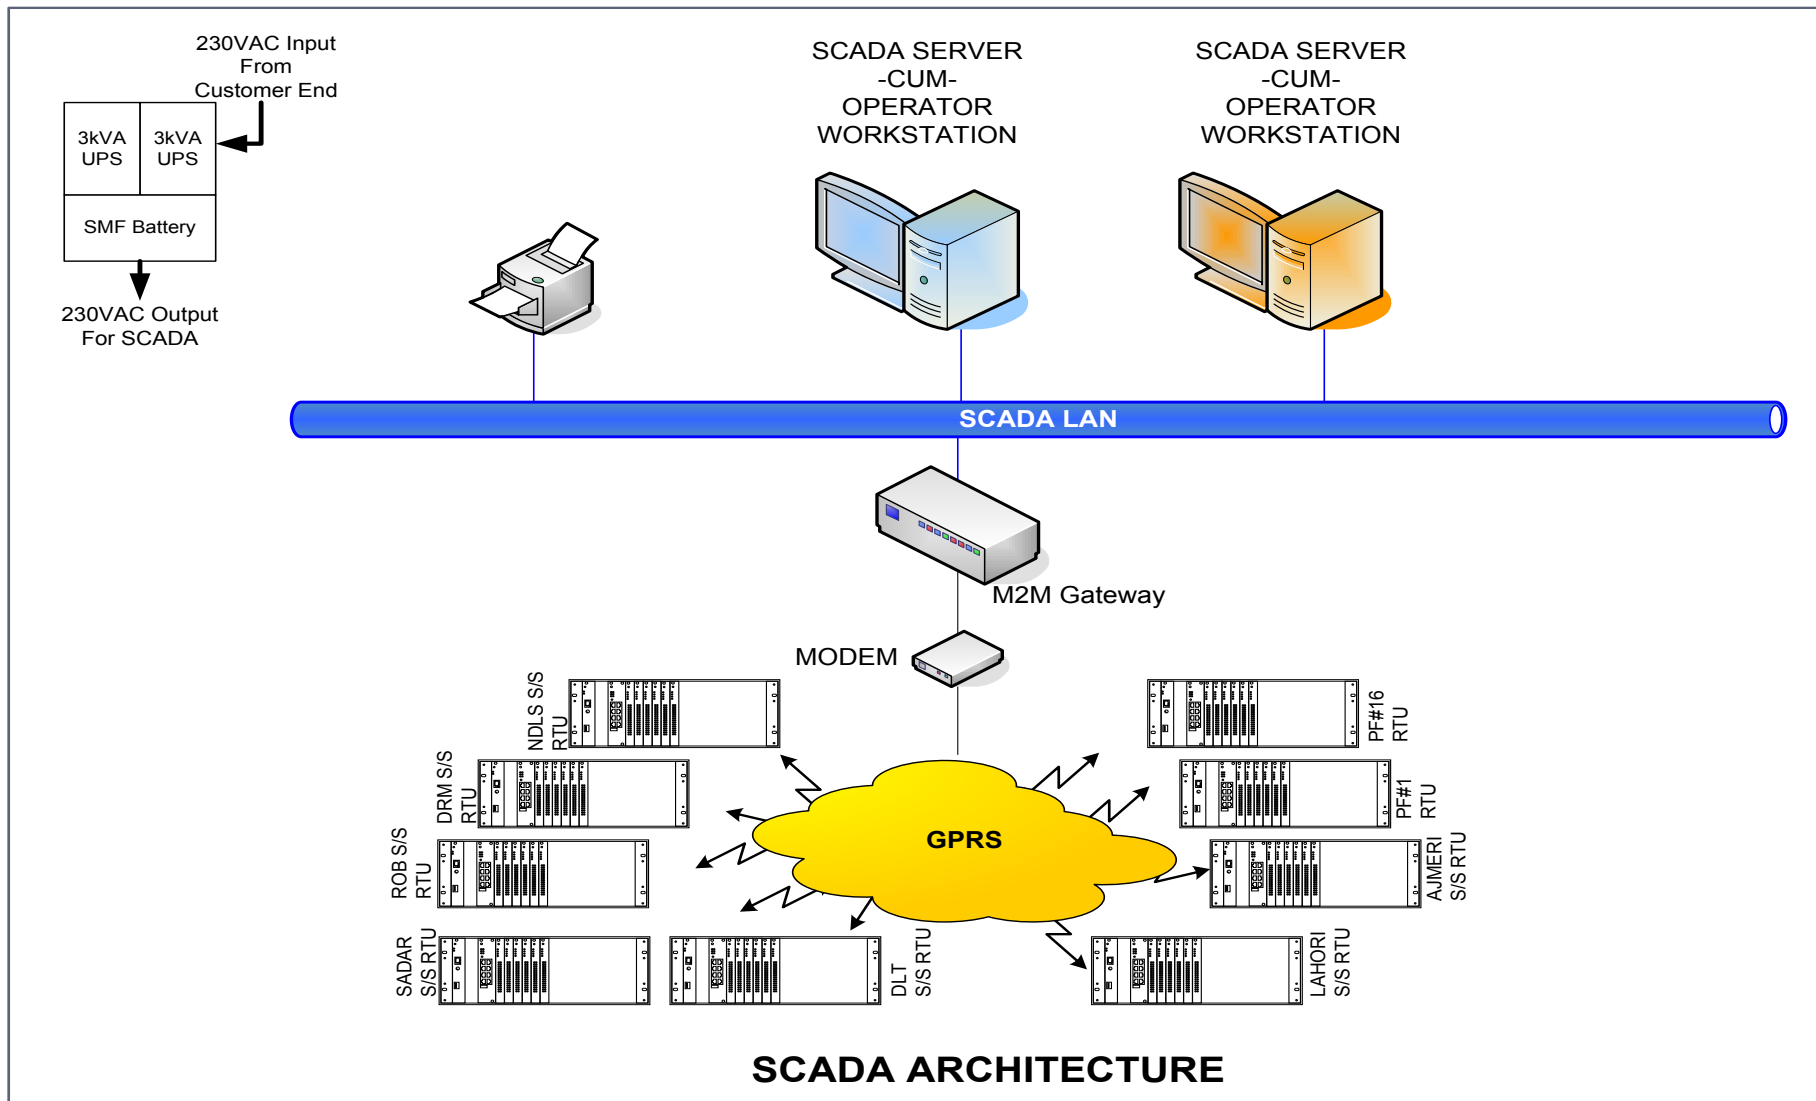 230VAC Input
From
Customer End
3kVA
UPS
3kVA
UPS
SMF Battery
230VAC Output
For SCADA
SCADA SERVER
-CUM-
OPERATOR
WORKSTATION
SCADA SERVER
-CUM-
OPERATOR
WORKSTATION
SCADA LAN
M2M Gateway
MODEM
NDLS S/S
RTU
DRM S/S
RTU
ROB S/S
RTU
SADAR
S/S RTU
DLT
S/S RTU
GPRS
PF#16
RTU
PF#1
RTU
AJMERI
S/S RTU
LAHORI
S/S RTU
SCADA ARCHITECTURE